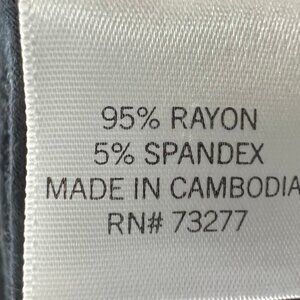 95% RAYON
5% SPANDEX
MADE IN CAMBODIA
RN# 73277